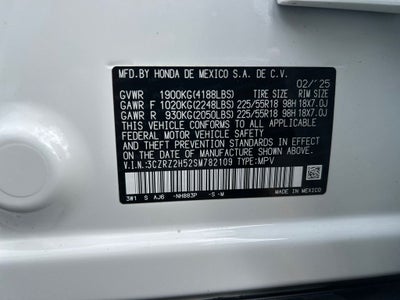 MFD.BY HONDA DE MEXICO S.A. DE C.V.
02/'25
GVWR 1900KG(4188LBS) TIRE SIZE RIM SIZE
GAWR F 1020KG(2248LBS) 225/55R18 98H 18X7.0J
GAWR R 930KG(2050LBS) 225/55R18 98H 18X7.0J
THIS VEHICLE CONFORMS TO ALL APPLICABLE
FEDERAL MOTOR VEHICLE SAFETY AND
THEFT PREVENTION STANDARDS IN EFFECT ON
THE DATE OF MANUFACTURE SHOWN ABOVE.
V.I.N.:3CZRZ2H52SM782109 TYPE:MPV
3W1 S AJ6 -NH883P -S -M
MADE IN MEXICO